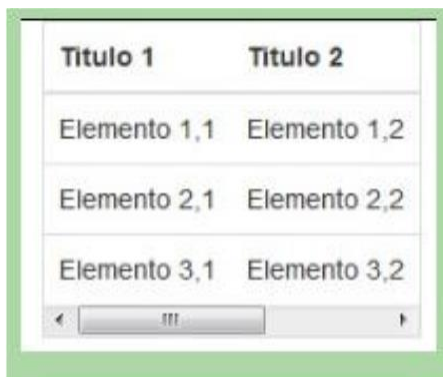 Titulo 1 Titulo 2
Elemento 1,1 Elemento 1,2
Elemento 2,1 Elemento 2,2
Elemento 3,1 Elemento 3,2